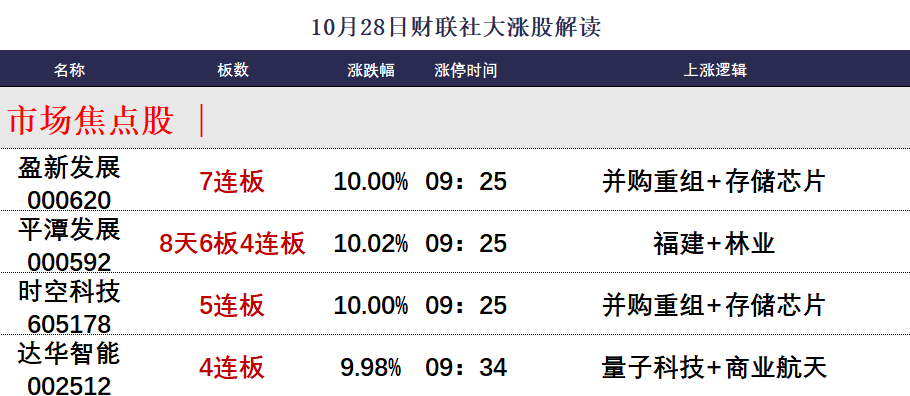 10月28日财联社大涨股解读
名称 板数 涨跌幅 涨停时间 上涨逻辑
市场焦点股 ｜
盈新发展
000620 7连板 10.00% 09：25 并购重组+存储芯片
平潭发展
000592 8天6板4连板 10.02% 09：25 福建+林业
时空科技
605178 5连板 10.00% 09：25 并购重组+存储芯片
达华智能
002512 4连板 9.98% 09：34 量子科技+商业航天